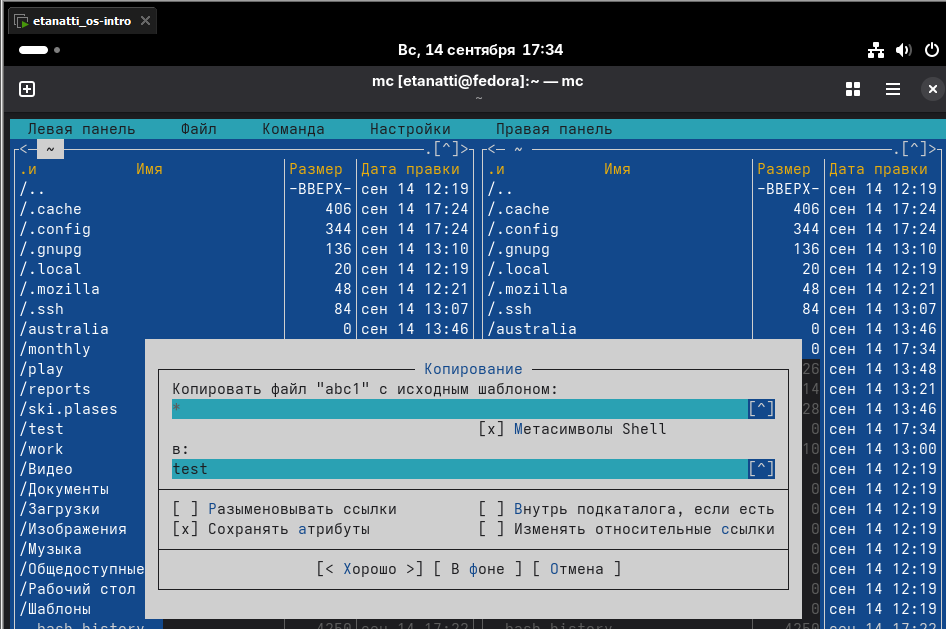 etanatti_os-intro
Вс, 14 сентября 17:34
mc [etanatti@fedora]:~ — mc
~
Левая панель Файл Команда Настройки Правая панель
<— ~ .[^]> <— ~ .[^]>
.и Имя Размер Дата правки .и Имя Размер Дата правки
/.. -ВВЕРХ- сен 14 12:19 /.. -ВВЕРХ- сен 14 12:19
/.cache 406 сен 14 17:24 /.cache 406 сен 14 17:24
/.config 344 сен 14 17:24 /.config 344 сен 14 17:24
/.gnupg 136 сен 14 13:10 /.gnupg 136 сен 14 13:10
/.local 20 сен 14 12:19 /.local 20 сен 14 12:19
/.mozilla 48 сен 14 12:21 /.mozilla 48 сен 14 12:21
/.ssh 84 сен 14 13:07 /.ssh 84 сен 14 13:07
/australia 0 сен 14 13:46 /australia 0 сен 14 13:46
/monthly 0 сен 14 17:34
/play Копирование 26 сен 14 13:48
/reports Копировать файл "abc1" с исходным шаблоном: 14 сен 14 13:21
/ski.plases * [^] 28 сен 14 13:46
/test [x] Метасимволы Shell 0 сен 14 17:34
/work в: 10 сен 14 13:00
/Видео test [^] 0 сен 14 12:19
/Документы 0 сен 14 12:19
/Загрузки [ ] Разыменовывать ссылки [ ] Внутрь подкаталога, если есть 0 сен 14 12:19
/Изображения [x] Сохранять атрибуты [ ] Изменять относительные ссылки 0 сен 14 12:19
/Музыка 0 сен 14 12:19
/Общедоступные [< Хорошо >] [ В фоне ] [ Отмена ] 0 сен 14 12:19
/Рабочий стол 0 сен 14 12:19
/Шаблоны 0 сен 14 12:19
.bash_history 4250 сен 14 17:22 .bash_history 4250 сен 14 17:22